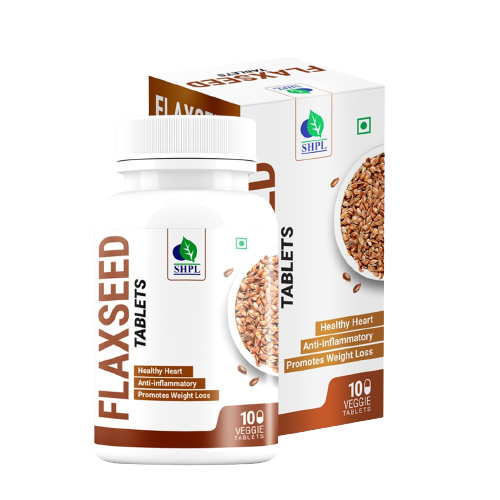 FLAXSEED
TABLETS
SHPL
TABLETS
Healthy Heart
Anti-inflammatory
Promotes Weight Loss
100
VEGGIE
TABLETS
FLAXSEED
TABLETS
SHPL
Healthy Heart
Anti-inflammatory
Promotes Weight Loss
100
VEGGIE
TABLETS